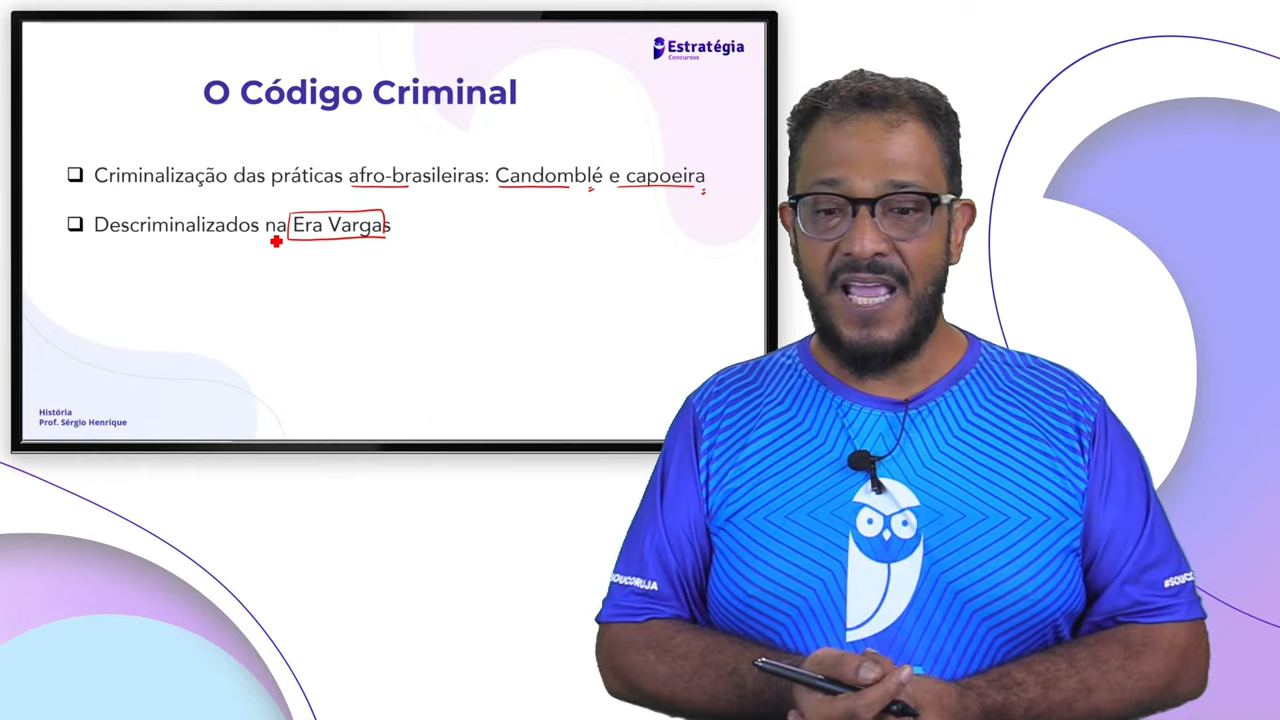 Estratégia
Concursos
O Código Criminal
Criminalização das práticas afro-brasileiras: Candomblé e capoeira
Descriminalizados na Era Vargas
História
Prof. Sérgio Henrique
#SOUC